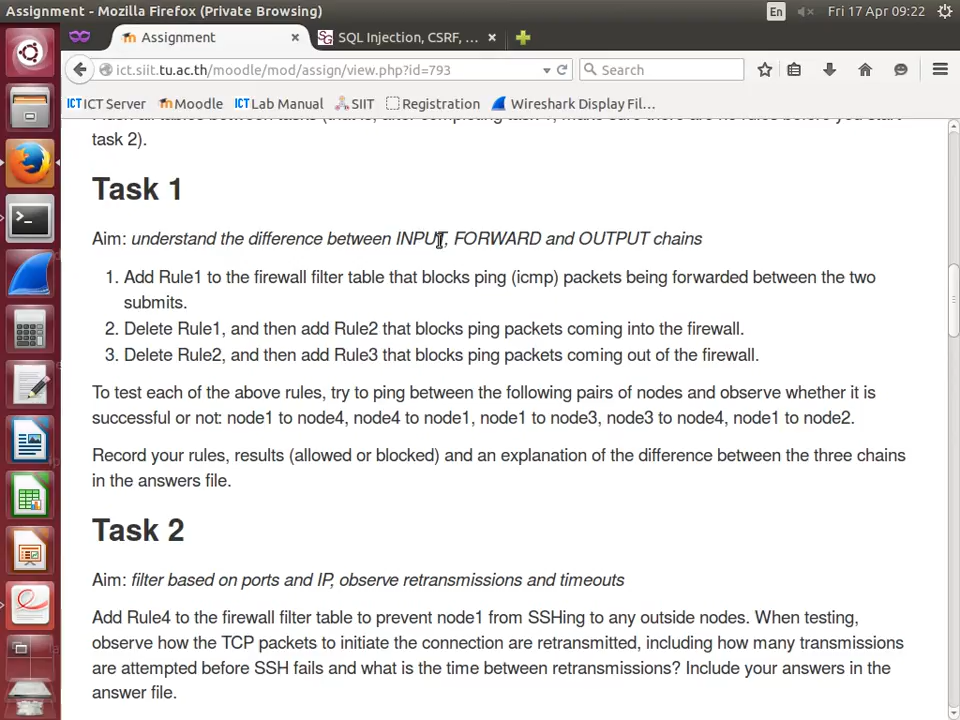 Assignment - Mozilla Firefox (Private Browsing)
En
Fri 17 Apr 09:22
Assignment
SQL Injection, CSRF, ...
ict.siit.tu.ac.th/moodle/mod/assign/view.php?id=793
Search
ICT ICT Server
Moodle
ICT Lab Manual
SIIT
Registration
Wireshark Display Fil...
task 2).
Task 1
Aim: understand the difference between INPUT, FORWARD and OUTPUT chains
1. Add Rule1 to the firewall filter table that blocks ping (icmp) packets being forwarded between the two
submits.
2. Delete Rule1, and then add Rule2 that blocks ping packets coming into the firewall.
3. Delete Rule2, and then add Rule3 that blocks ping packets coming out of the firewall.
To test each of the above rules, try to ping between the following pairs of nodes and observe whether it is
successful or not: node1 to node4, node4 to node1, node1 to node3, node3 to node4, node1 to node2.
Record your rules, results (allowed or blocked) and an explanation of the difference between the three chains
in the answers file.
Task 2
Aim: filter based on ports and IP, observe retransmissions and timeouts
Add Rule4 to the firewall filter table to prevent node1 from SSHing to any outside nodes. When testing,
observe how the TCP packets to initiate the connection are retransmitted, including how many transmissions
are attempted before SSH fails and what is the time between retransmissions? Include your answers in the
answer file.